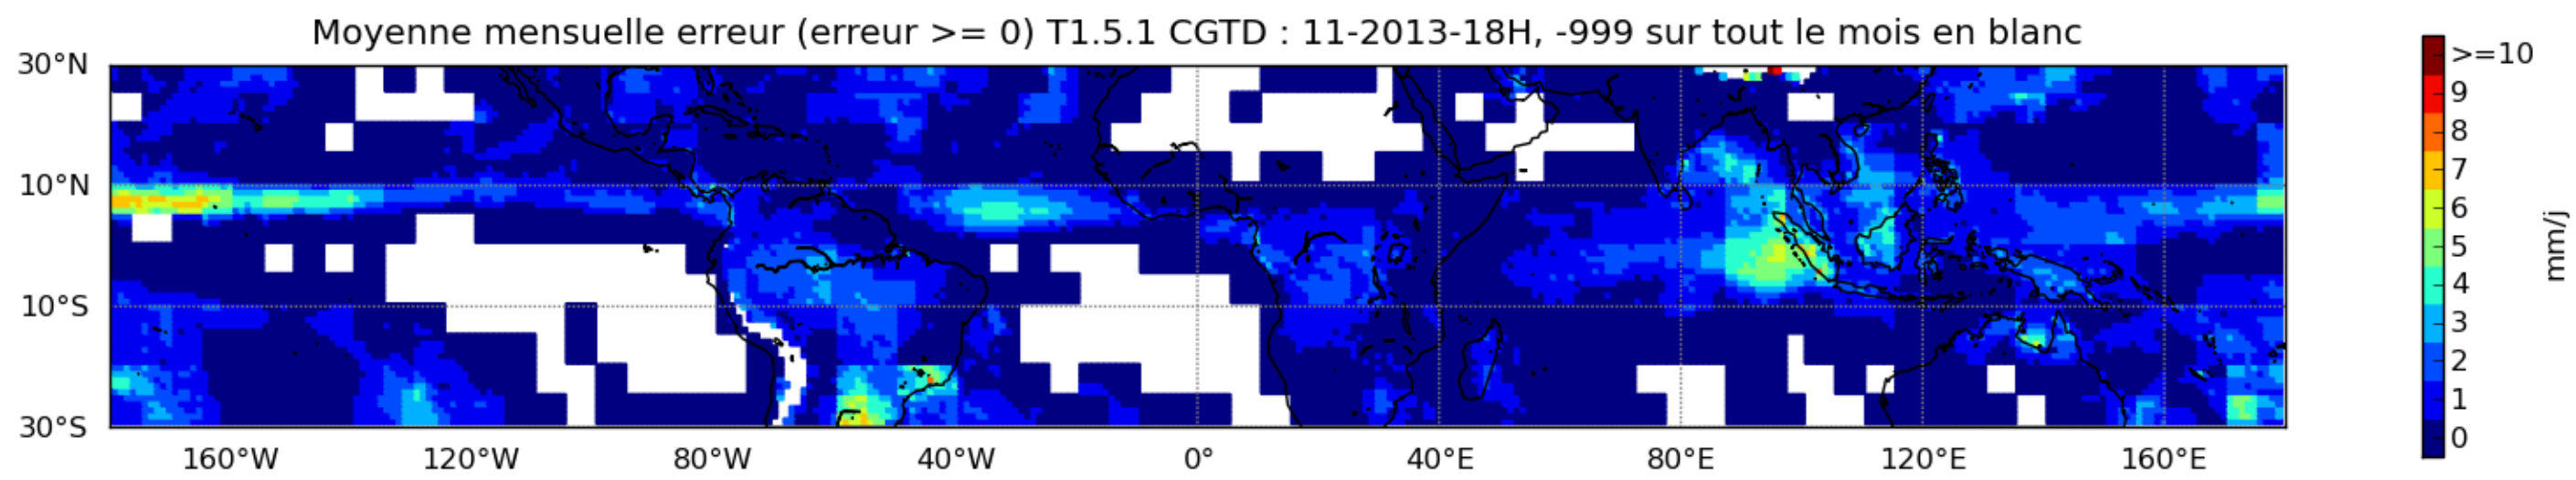 Moyenne mensuelle erreur (erreur >= 0) T1.5.1 CGTD : 11-2013-18H, -999 sur tout le mois en blanc
30°N
10°N
10°S
30°S
160°W 120°W 80°W 40°W 0° 40°E 80°E 120°E 160°E
>=10
9
8
7
6
5
4
3
2
1
0
mm/j